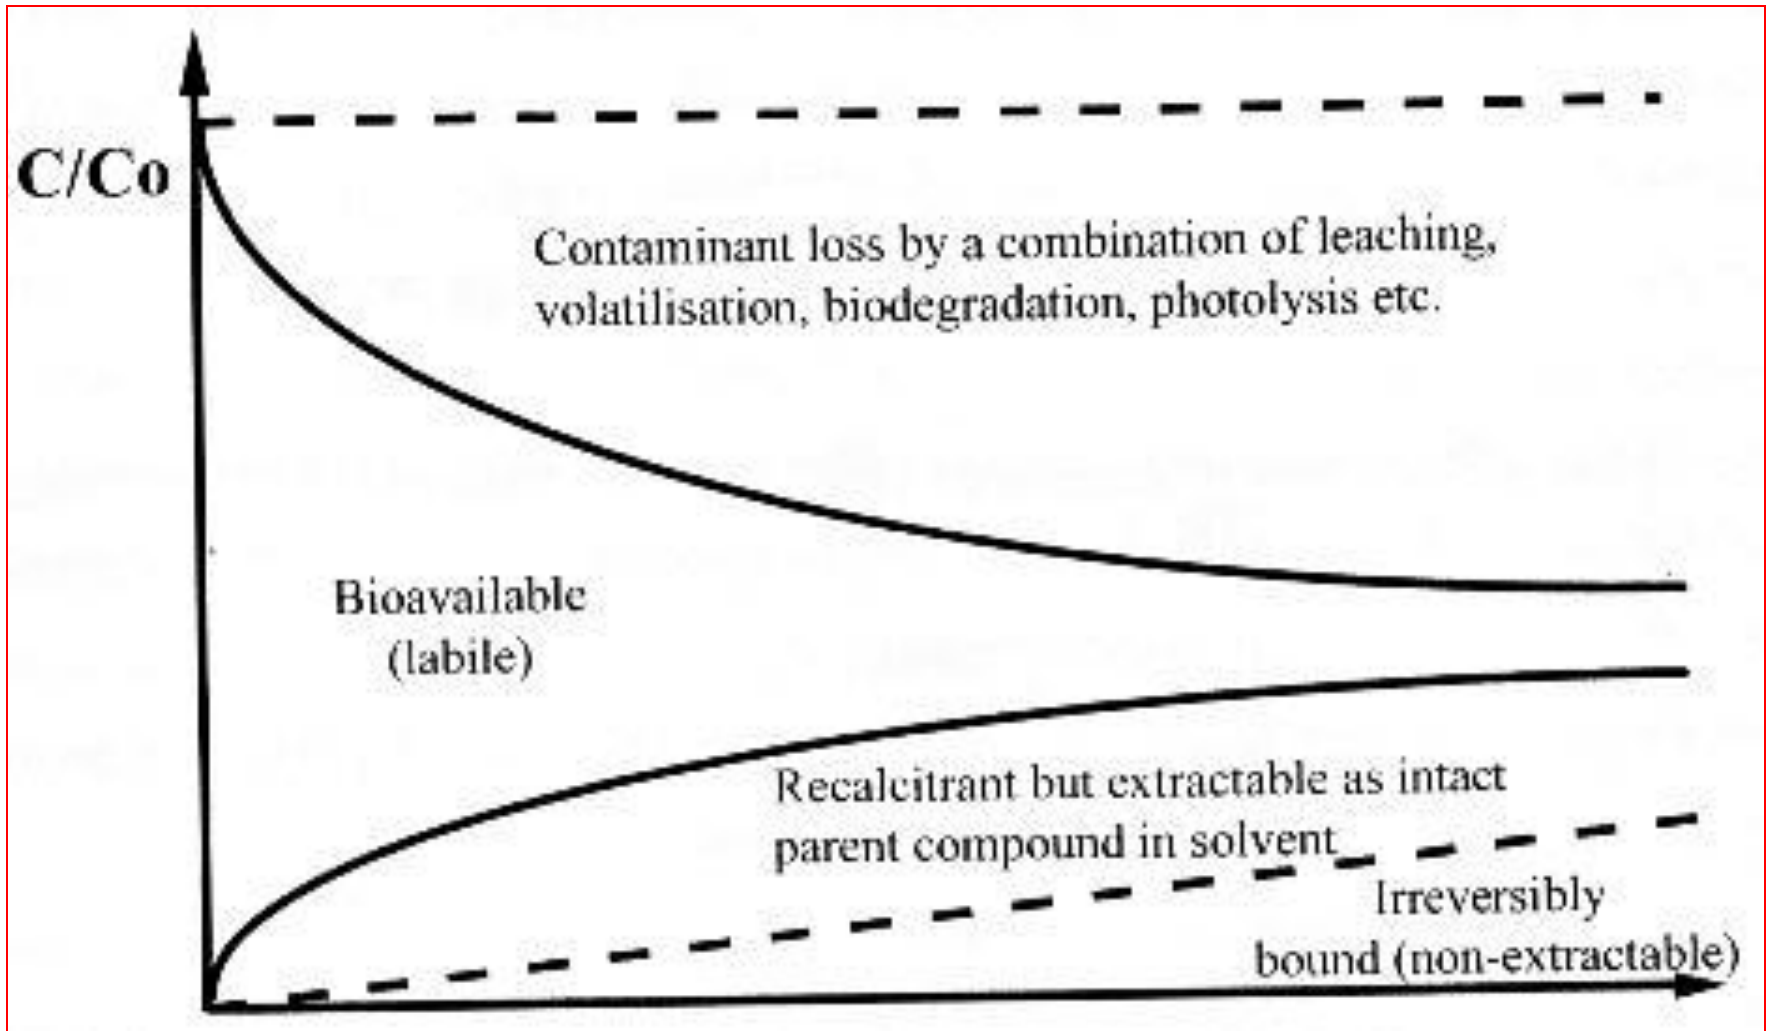 C/Co
Contaminant loss by a combination of leaching,
volatilisation, biodegradation, photolysis etc.
Bioavailable
(labile)
Recalcitrant but extractable as intact
parent compound in solvent
Irreversibly
bound (non-extractable)